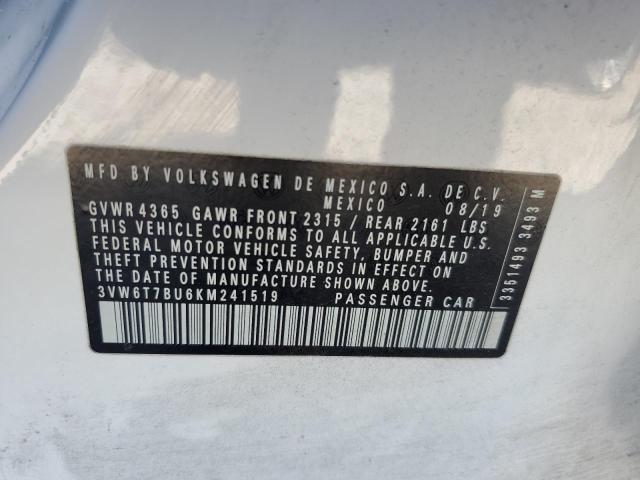 MFD BY VOLKSWAGEN DE MEXICO S.A. DE C.V.
MEXICO 08/19
GVWR 4365 GAWR FRONT 2315 / REAR 2161 LBS
THIS VEHICLE CONFORMS TO ALL APPLICABLE U.S.
FEDERAL MOTOR VEHICLE SAFETY, BUMPER AND
THEFT PREVENTION STANDARDS IN EFFECT ON
THE DATE OF MANUFACTURE SHOWN ABOVE.
3VW6T7BU6KM241519 PASSENGER CAR
3351493 3493 M